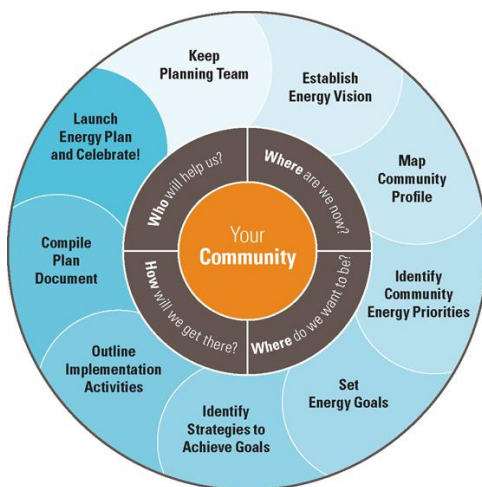 Keep
Planning Team
Establish
Energy Vision
Map
Community
Profile
Identify
Community
Energy Priorities
Set
Energy Goals
Identify
Strategies to
Achieve Goals
Outline
Implementation
Activities
Compile
Plan
Document
Launch
Energy Plan
and Celebrate!
Who will help us?
Where are we now?
Where do we want to be?
How will we get there?
Your
Community